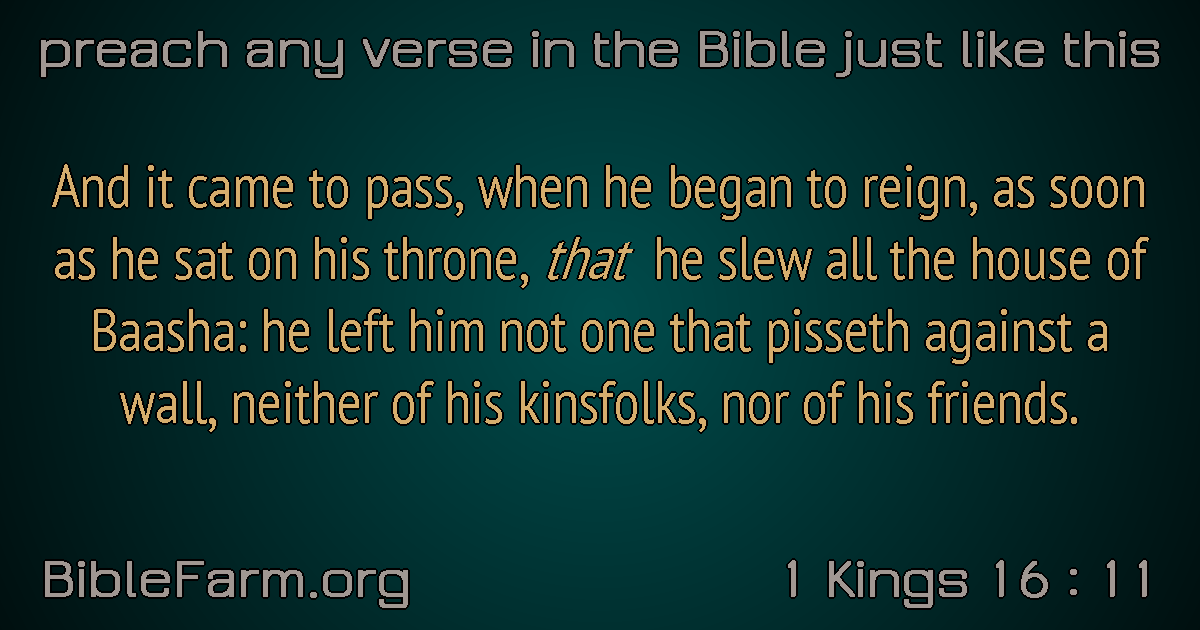 preach any verse in the Bible just like this
And it came to pass, when he began to reign, as soon
as he sat on his throne, that he slew all the house of
Baasha: he left him not one that pisseth against a
wall, neither of his kinsfolks, nor of his friends.
BibleFarm.org
1 Kings 16 : 11